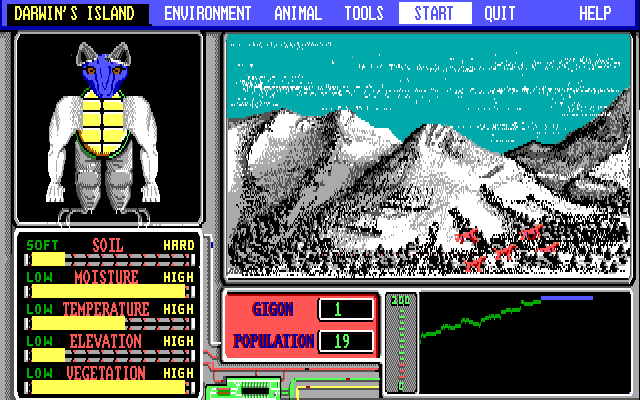 DARWIN'S ISLAND ENVIRONMENT ANIMAL TOOLS START QUIT HELP
SOFT SOIL HARD
LOW MOISTURE HIGH
LOW TEMPERATURE HIGH
LOW ELEVATION HIGH
LOW VEGETATION HIGH
GIGON 1
POPULATION 19
200
0